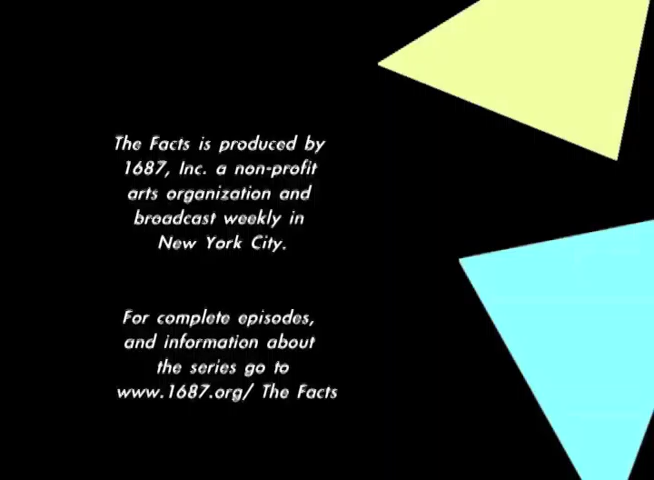 The Facts is produced by
1687, Inc. a non-profit
arts organization and
broadcast weekly in
New York City.
For complete episodes,
and information about
the series go to
www.1687.org/ The Facts